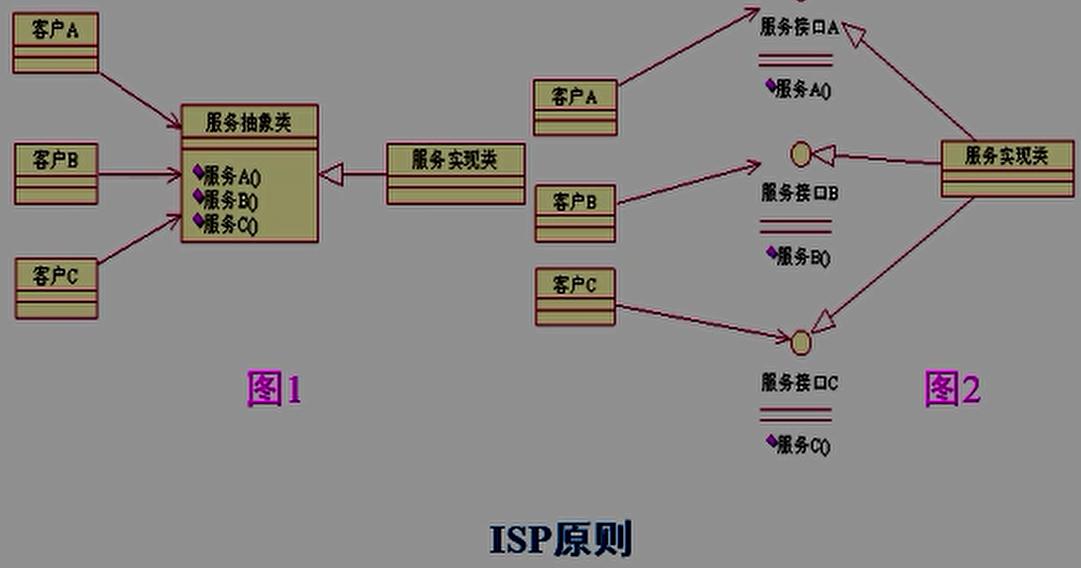 客户A
客户B
客户C
服务抽象类
服务A()
服务B()
服务C()
服务实现类
图1
客户A
客户B
客户C
服务接口A
服务A()
服务接口B
服务B()
服务接口C
服务C()
服务实现类
图2
ISP原则